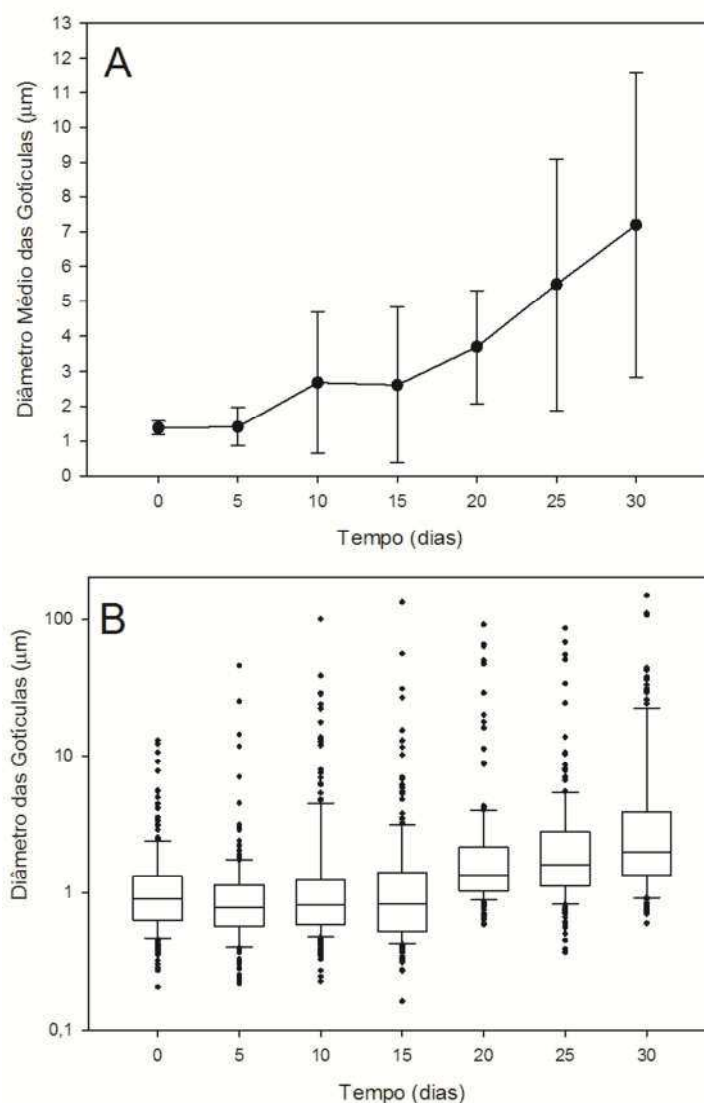 A
Diâmetro Médio das Gotículas (μm)
13
12
11
10
9
8
7
6
5
4
3
2
1
0
0 5 10 15 20 25 30
Tempo (dias)
B
Diâmetro das Gotículas (μm)
100
10
1
0,1
0 5 10 15 20 25 30
Tempo (dias)